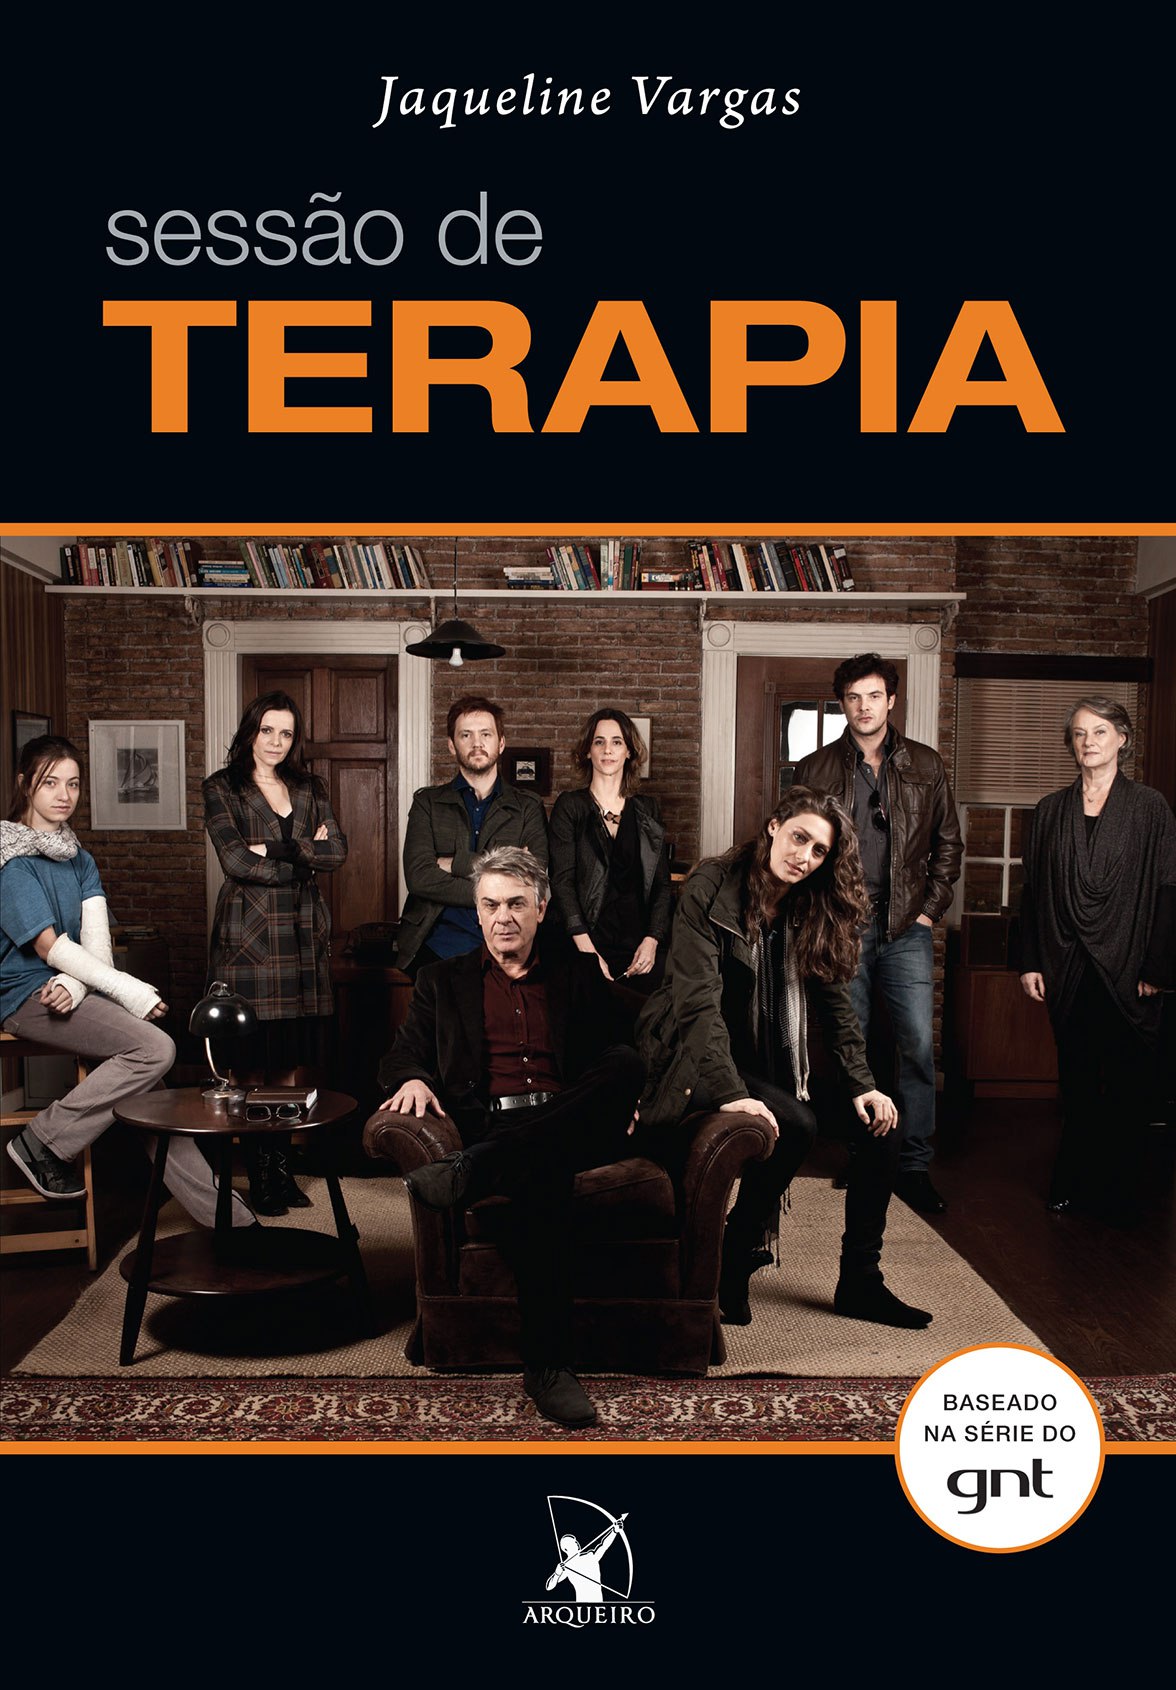 Jaqueline Vargas
sessão de
TERAPIA
BASEADO
NA SÉRIE DO
gnt
ARQUEIRO